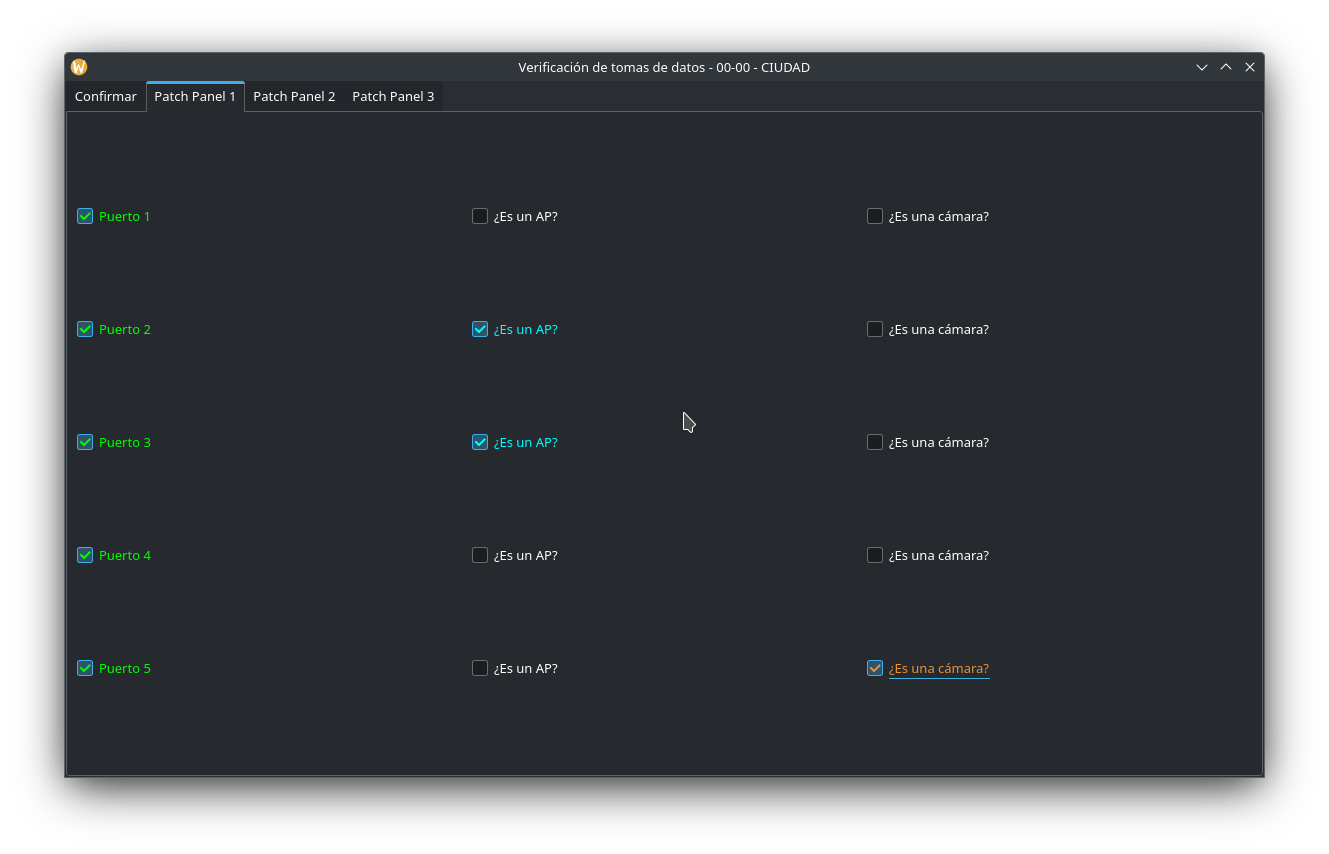 Verificación de tomas de datos - 00-00 - CIUDAD
Confirmar Patch Panel 1 Patch Panel 2 Patch Panel 3
Puerto 1 ¿Es un AP? ¿Es una cámara?
Puerto 2 ¿Es un AP? ¿Es una cámara?
Puerto 3 ¿Es un AP? ¿Es una cámara?
Puerto 4 ¿Es un AP? ¿Es una cámara?
Puerto 5 ¿Es un AP? ¿Es una cámara?